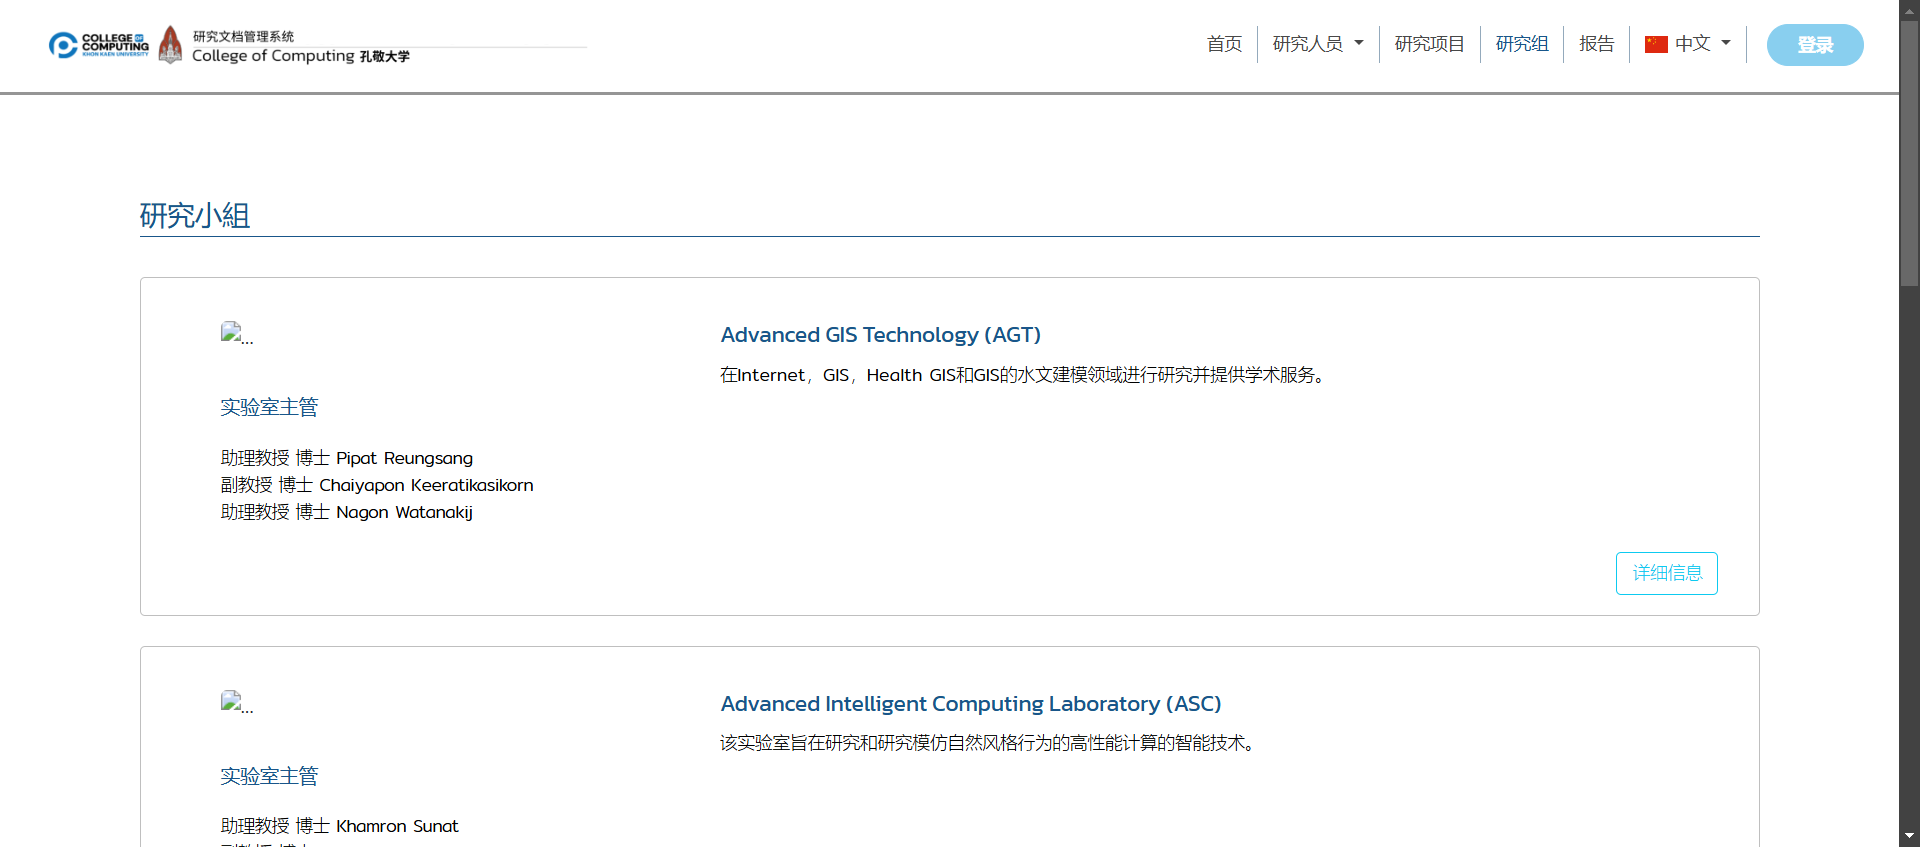 COLLEGE OF
COMPUTING
KHON KAEN UNIVERSITY
研究文档管理系统
College of Computing 孔敬大学
首页
研究人员
研究项目
研究组
报告
中文
登录
研究小組
...
Advanced GIS Technology (AGT)
在Internet，GIS，Health GIS和GIS的水文建模领域进行研究并提供学术服务。
实验室主管
助理教授 博士 Pipat Reungsang
副教授 博士 Chaiyapon Keeratikasikorn
助理教授 博士 Nagon Watanakij
详细信息
...
Advanced Intelligent Computing Laboratory (ASC)
该实验室旨在研究和研究模仿自然风格行为的高性能计算的智能技术。
实验室主管
助理教授 博士 Khamron Sunat